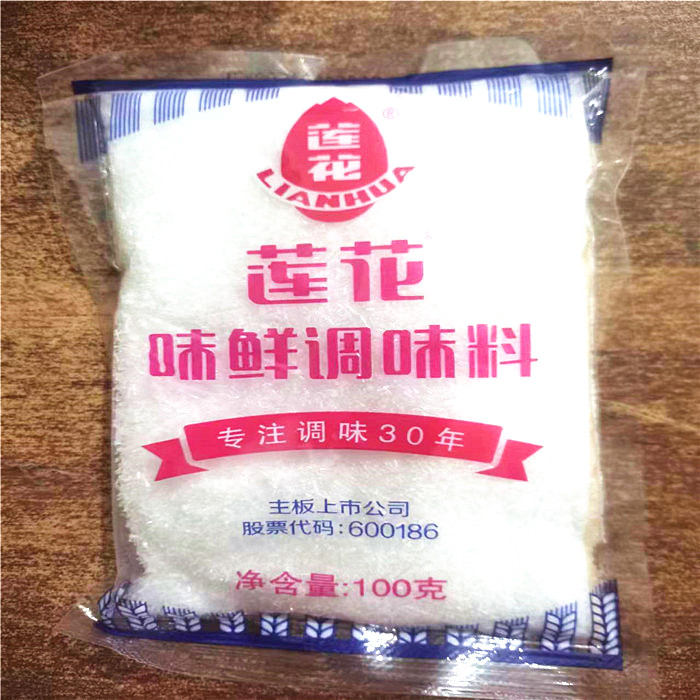 莲
花
®
LIANHUA
莲花
味鲜调味料
专注调味30年
主板上市公司
股票代码:600186
净含量:100克